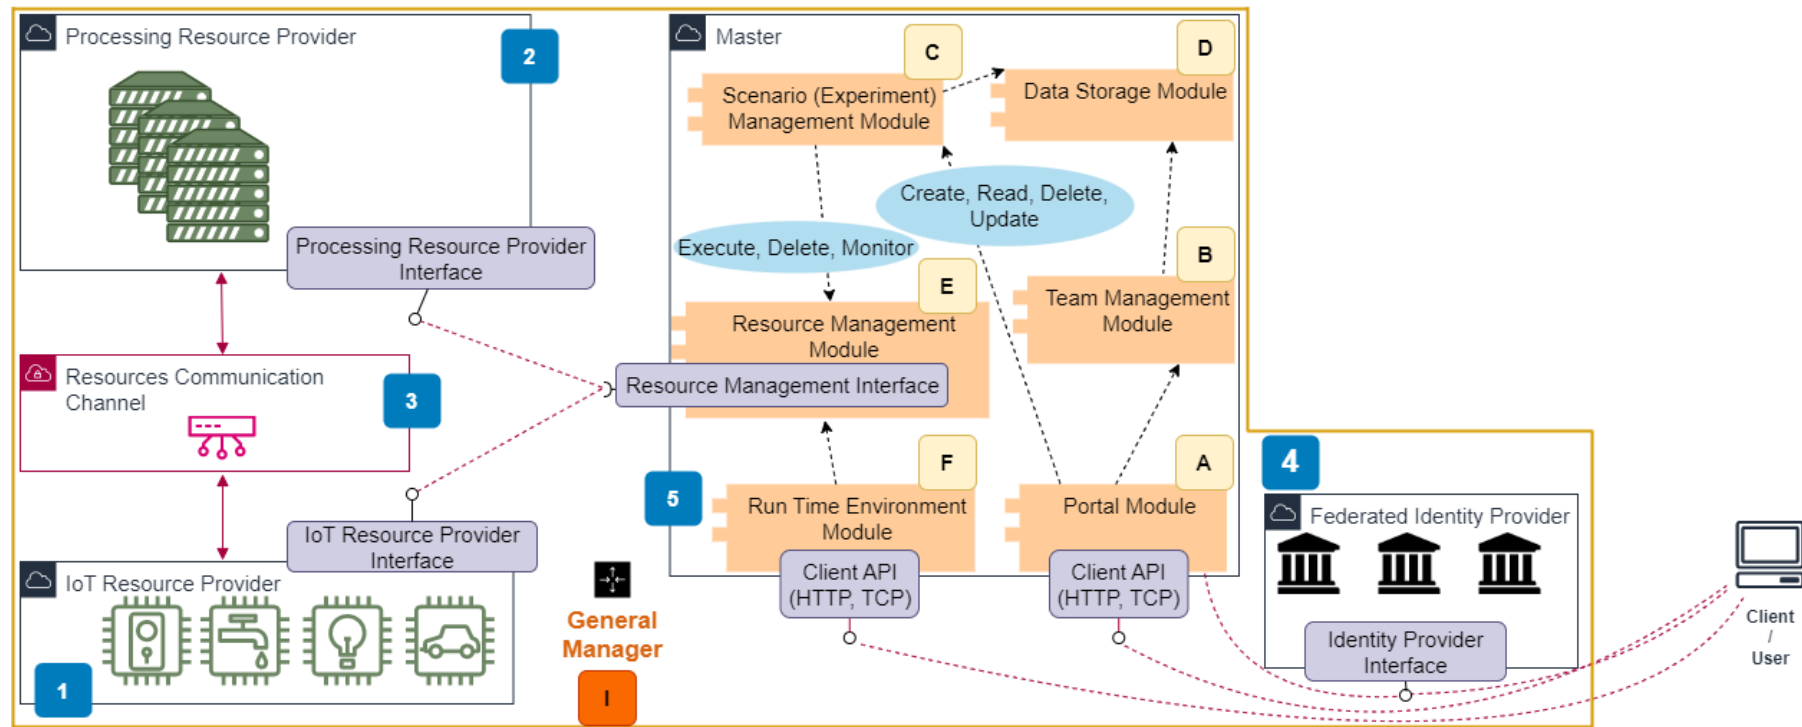 Processing Resource Provider
2
Processing Resource Provider
Interface
Resources Communication
Channel
3
IoT Resource Provider
Interface
IoT Resource Provider
1
General
Manager
I
Master
C
Scenario (Experiment)
Management Module
D
Data Storage Module
Create, Read, Delete,
Update
Execute, Delete, Monitor
B
Team Management
Module
E
Resource Management
Module
Resource Management Interface
5
F
Run Time Environment
Module
Client API
(HTTP, TCP)
A
Portal Module
Client API
(HTTP, TCP)
4
Federated Identity Provider
Identity Provider
Interface
Client
/
User